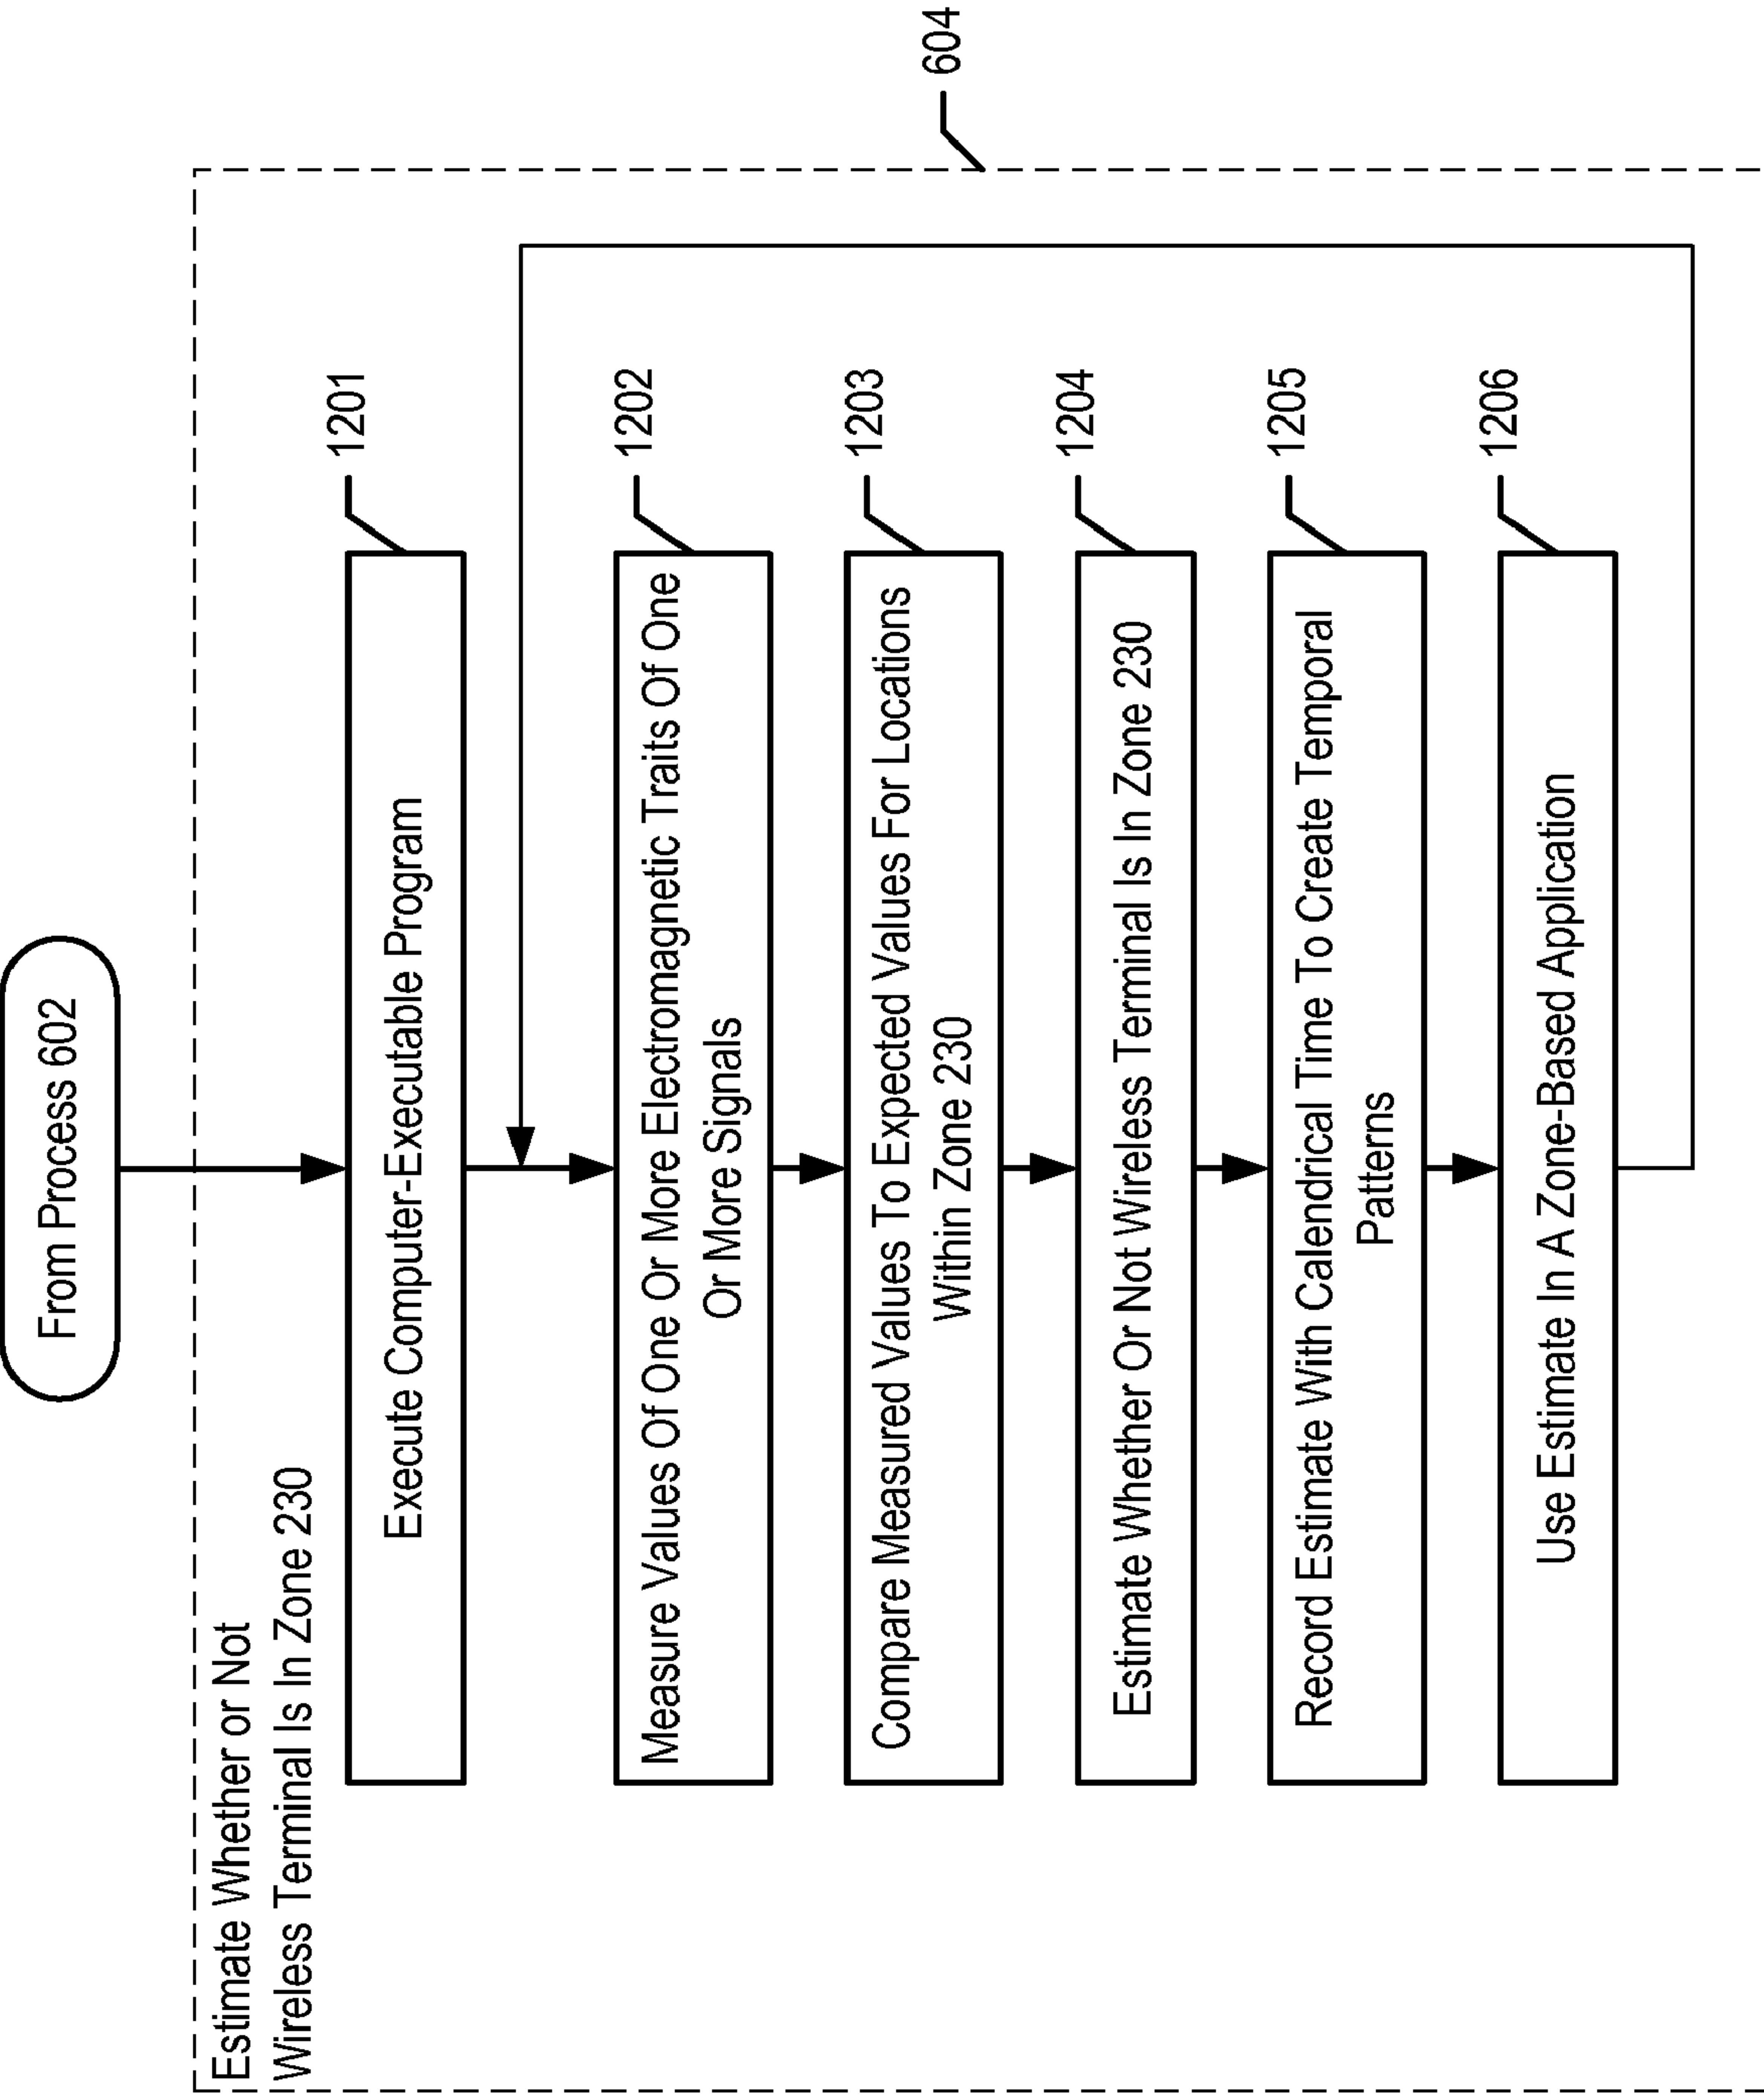 From Process 602
Estimate Whether or Not
Wireless Terminal Is In Zone 230
604
1201
Execute Computer-Executable Program
1202
Measure Values Of One Or More Electromagnetic Traits Of One
Or More Signals
1203
Compare Measured Values To Expected Values For Locations
Within Zone 230
1204
Estimate Whether Or Not Wireless Terminal Is In Zone 230
1205
Record Estimate With Calendrical Time To Create Temporal
Patterns
1206
Use Estimate In A Zone-Based Application